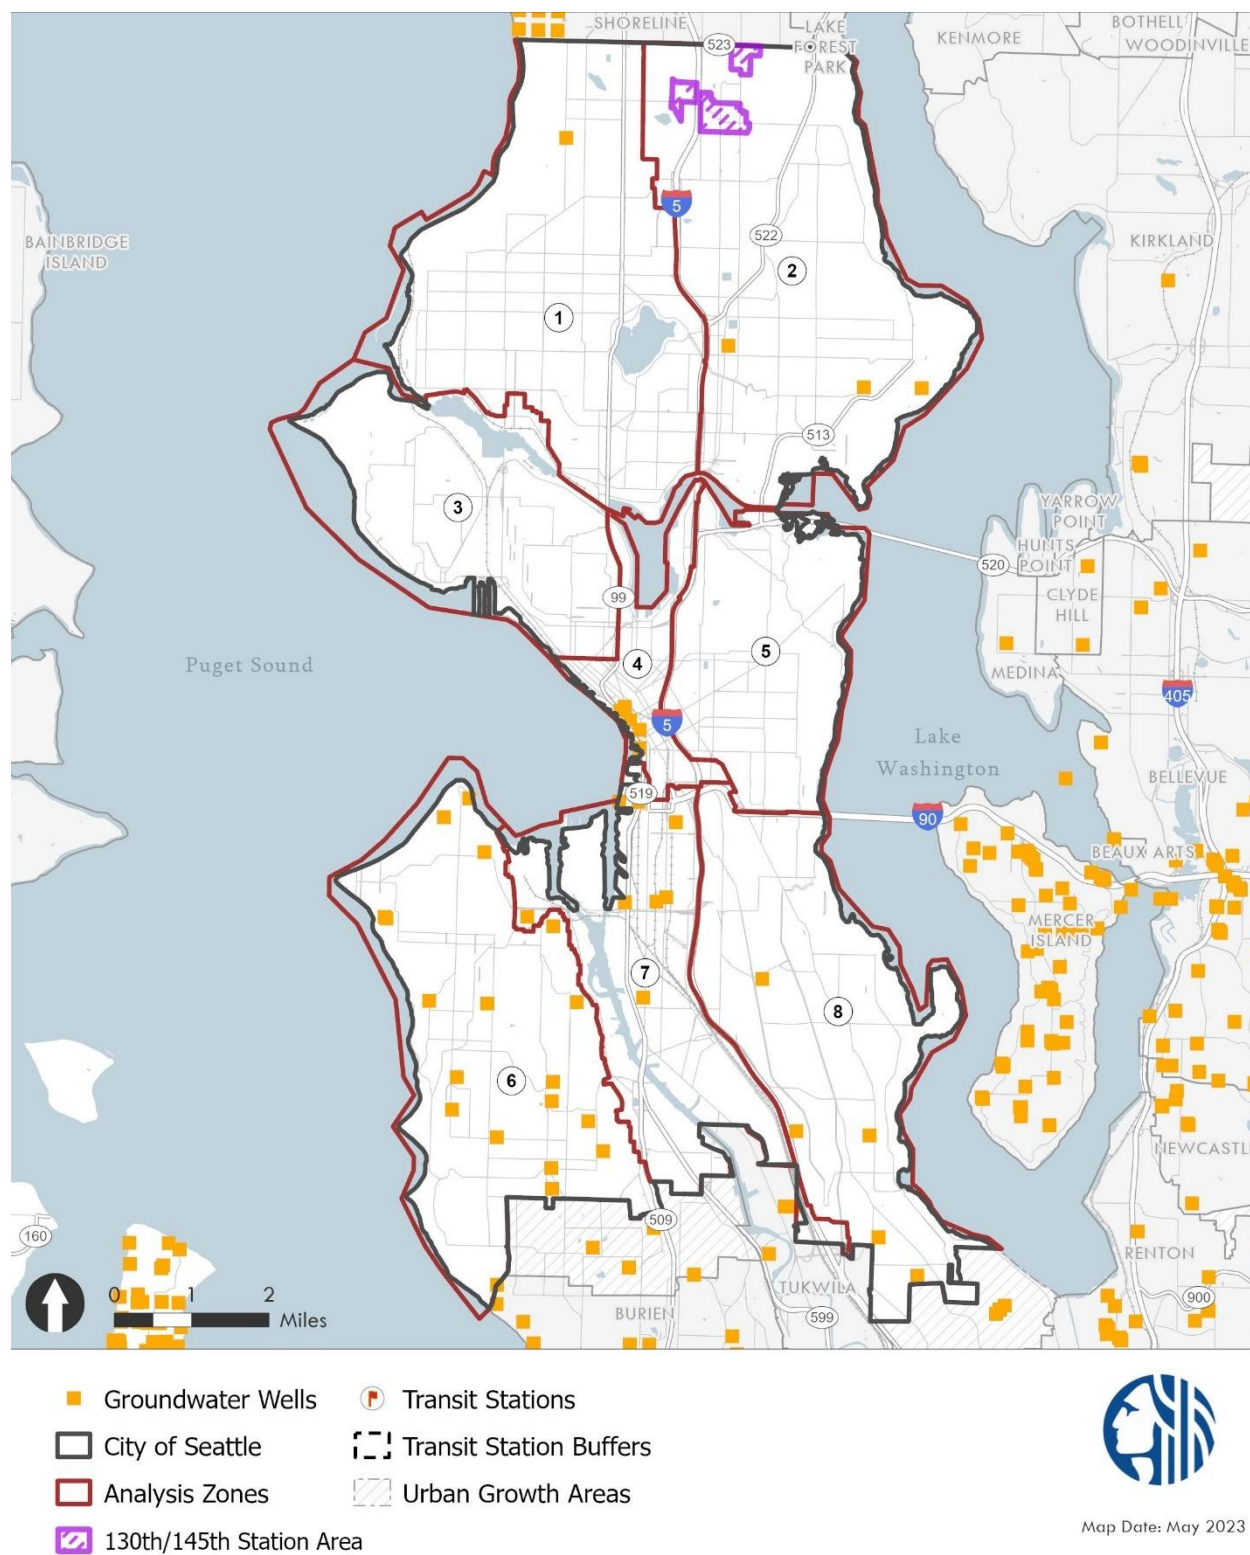 SHORELINE
LAKE
FOREST
PARK
523
KENMORE
BOTHELL
WOODINVILLE
5
522
BAINBRIDGE
ISLAND
KIRKLAND
2
1
513
3
YARROW
POINT
HUNTS
POINT
520
CLYDE
HILL
99
4
5
Puget Sound
MEDINA
405
5
Lake
Washington
BELLEVUE
519
90
BEAUX ARTS
MERCER
ISLAND
7
8
6
NEWCASTL
509
160
RENTON
TUKWILA
BURIEN
599
900
0 1 2
Miles
Groundwater Wells
City of Seattle
Analysis Zones
130th/145th Station Area
Transit Stations
Transit Station Buffers
Urban Growth Areas
Map Date: May 2023